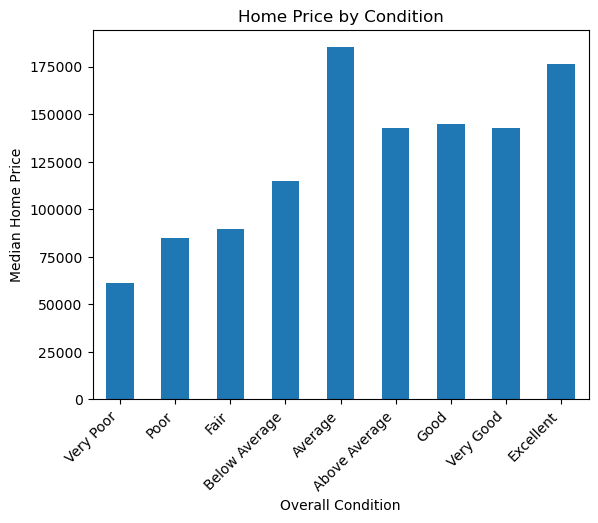 Home Price by Condition
Median Home Price
175000
150000
125000
100000
75000
50000
25000
0
Very Poor
Poor
Fair
Below Average
Average
Above Average
Good
Very Good
Excellent
Overall Condition